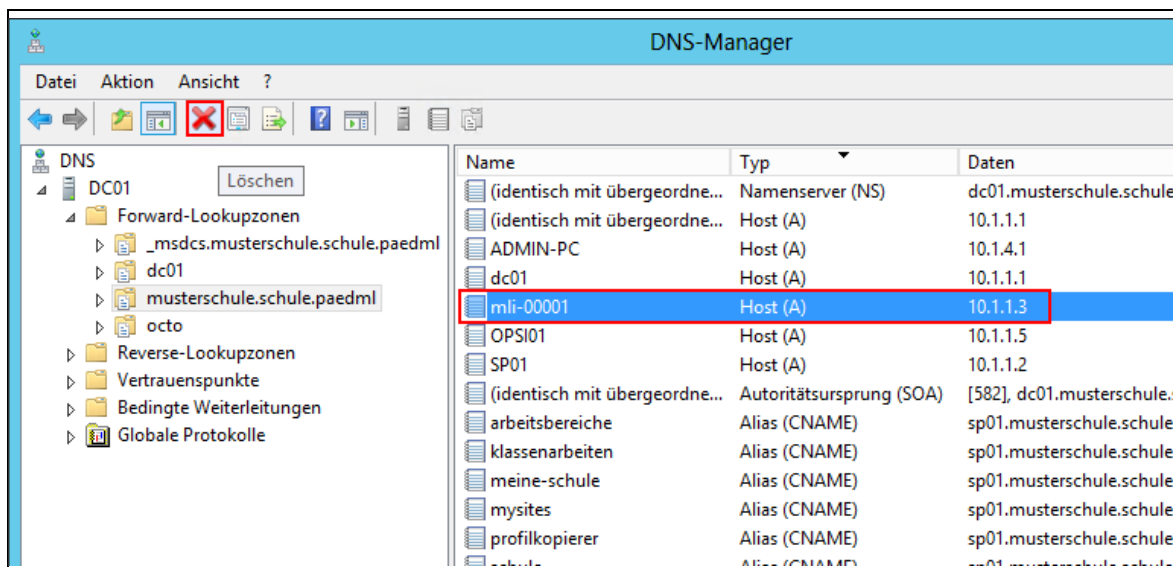 DNS-Manager
Datei Aktion Ansicht ?
DNS
DC01
Löschen
Forward-Lookupzonen
_msdcs.musterschule.schule.paedml
dc01
musterschule.schule.paedml
octo
Reverse-Lookupzonen
Vertrauenspunkte
Bedingte Weiterleitungen
Globale Protokolle
Name Typ Daten
(identisch mit übergeordne... Namenserver (NS) dc01.musterschule.schule
(identisch mit übergeordne... Host (A) 10.1.1.1
ADMIN-PC Host (A) 10.1.4.1
dc01 Host (A) 10.1.1.1
mli-00001 Host (A) 10.1.1.3
OPSI01 Host (A) 10.1.1.5
SP01 Host (A) 10.1.1.2
(identisch mit übergeordne... Autoritätsursprung (SOA) [582], dc01.musterschule.
arbeitsbereiche Alias (CNAME) sp01.musterschule.schule
klassenarbeiten Alias (CNAME) sp01.musterschule.schule
meine-schule Alias (CNAME) sp01.musterschule.schule
mysites Alias (CNAME) sp01.musterschule.schule
profilkopierer Alias (CNAME) sp01.musterschule.schule